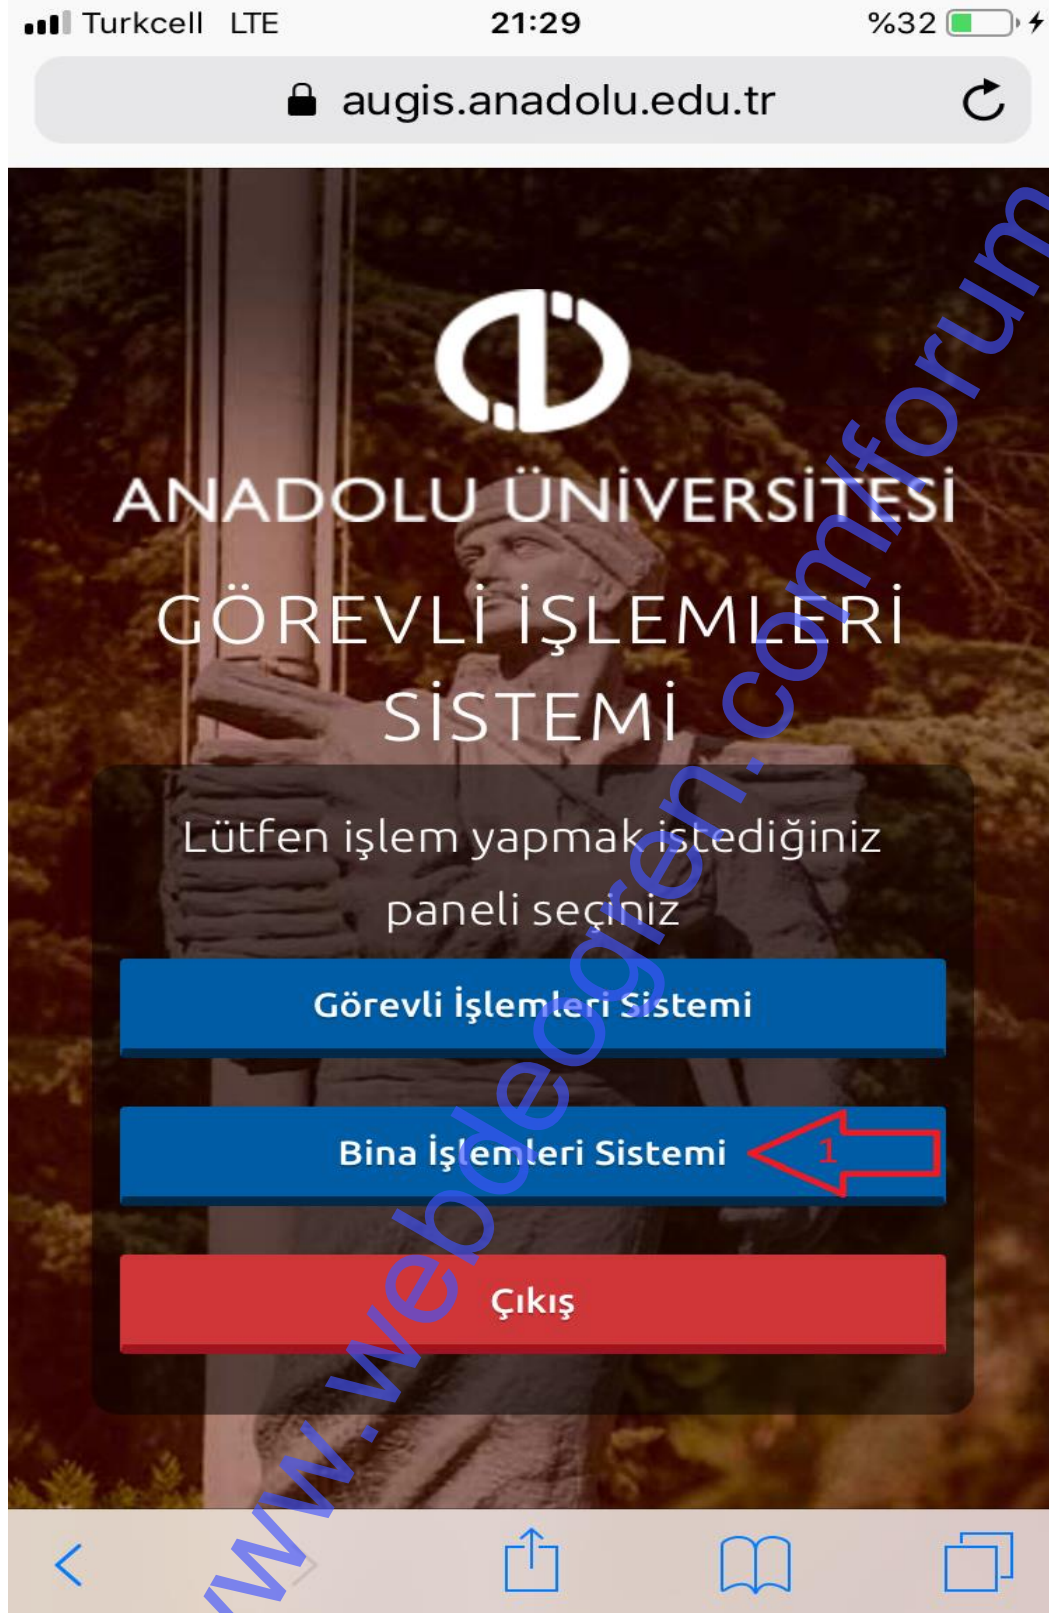 Turkcell LTE 21:29 %32
augis.anadolu.edu.tr
ANADOLU ÜNİVERSİTESİ
GÖREVLİ İŞLEMLERİ
SİSTEMİ
Lütfen işlem yapmak istediğiniz
paneli seçiniz
Görevli İşlemleri Sistemi
Bina İşlemleri Sistemi 1
Çıkış
www.webdeogren.com/forum